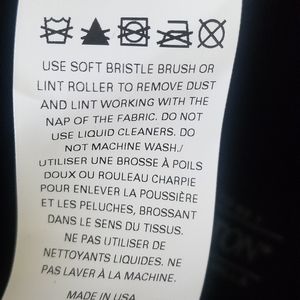 USE SOFT BRISTLE BRUSH OR
LINT ROLLER TO REMOVE DUST
AND LINT WORKING WITH THE
NAP OF THE FABRIC. DO NOT
USE LIQUID CLEANERS. DO
NOT MACHINE WASH./
UTILISER UNE BROSSE À POILS
DOUX OU ROULEAU CHARPIE
POUR ENLEVER LA POUSSIÈRE
ET LES PELUCHES, BROSSANT
DANS LE SENS DU TISSUS.
NE PAS UTILISER DE
NETTOYANTS LIQUIDES. NE
PAS LAVER À LA MACHINE.
MADE IN USA